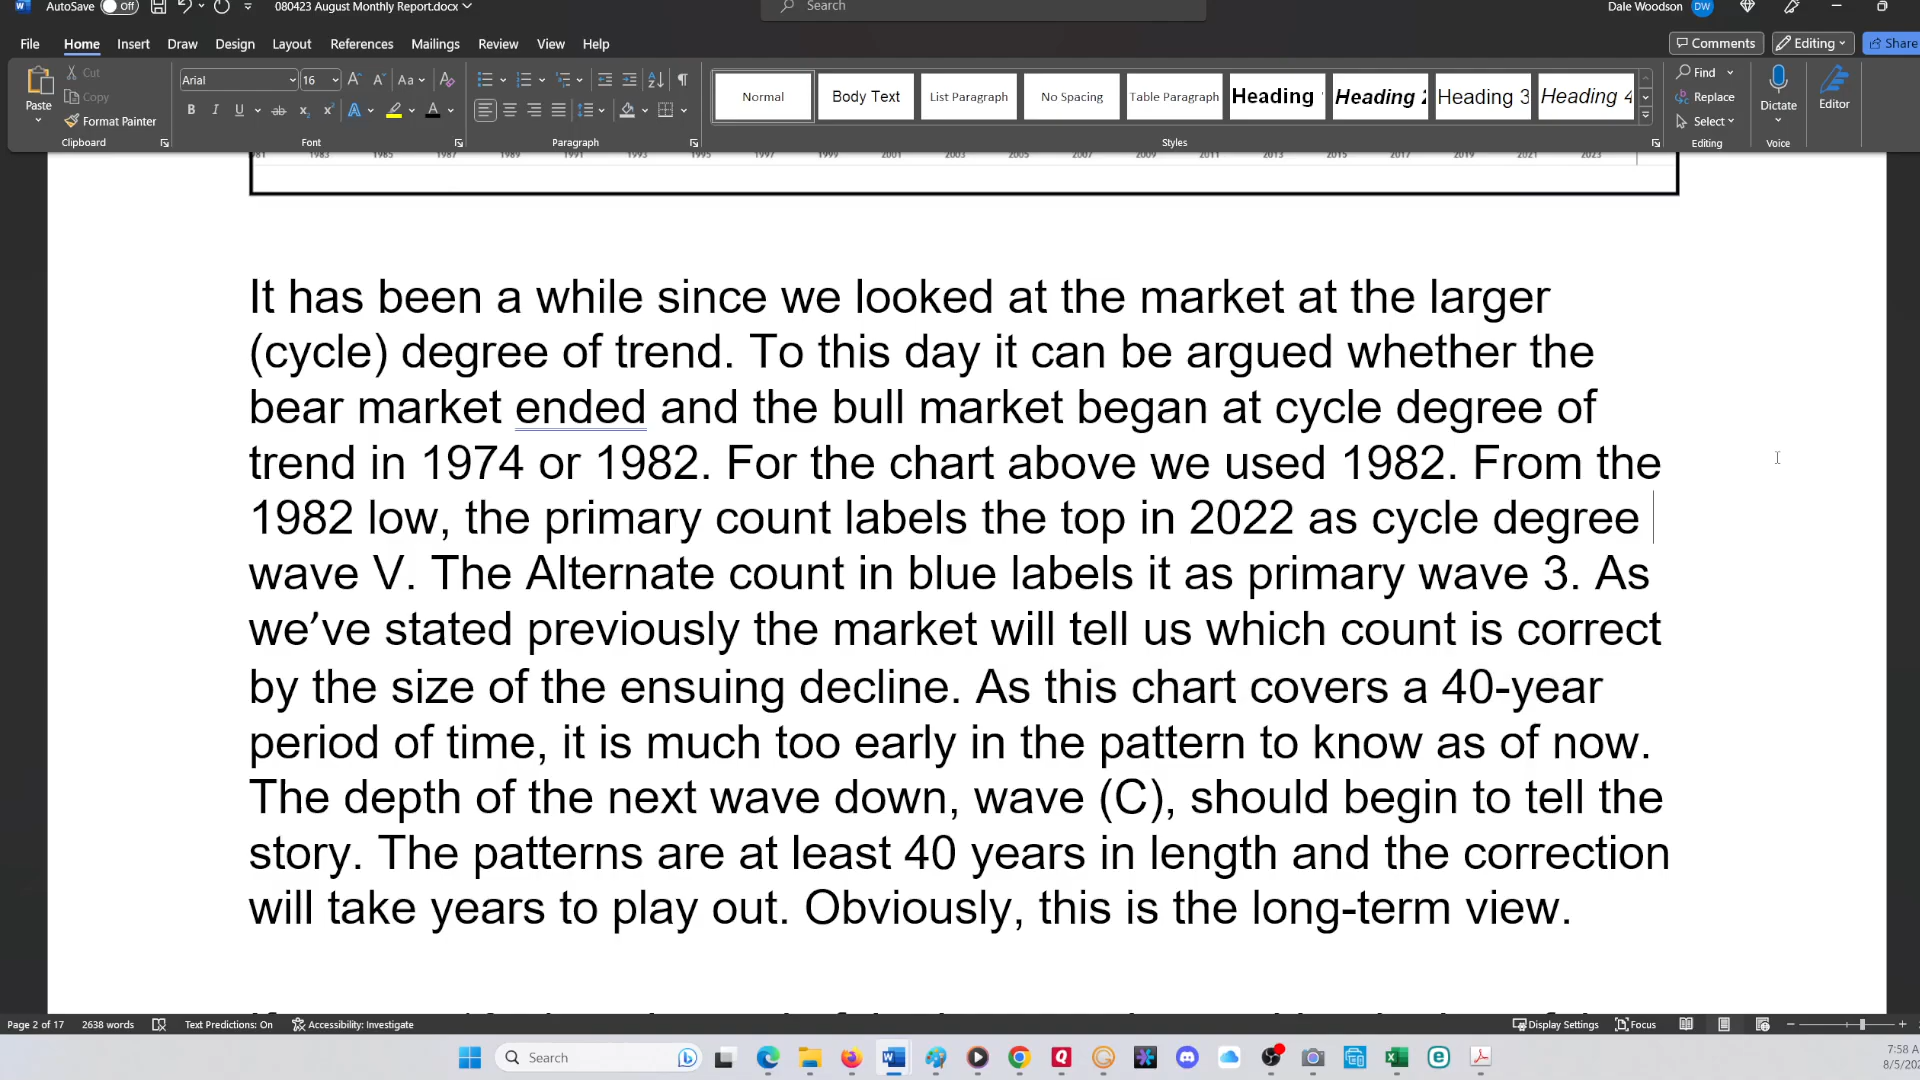 AutoSave Off 080423 August Monthly Report.docx Search Dale Woodson DW
File Home Insert Draw Design Layout References Mailings Review View Help Comments Editing Share
Paste Cut Copy Format Painter Clipboard
Arial 16 Font Paragraph
Normal Body Text List Paragraph No Spacing Table Paragraph Heading Heading 2 Heading 3 Heading 4 Styles
Find Replace Select Editing
Dictate Voice Editor
1983 1985 1987 1989 1991 1993 1995 1997 1999 2001 2003 2005 2007 2009 2011 2013 2015 2017 2019 2021 2023
It has been a while since we looked at the market at the larger
(cycle) degree of trend. To this day it can be argued whether the
bear market ended and the bull market began at cycle degree of
trend in 1974 or 1982. For the chart above we used 1982. From the
1982 low, the primary count labels the top in 2022 as cycle degree
wave V. The Alternate count in blue labels it as primary wave 3. As
we’ve stated previously the market will tell us which count is correct
by the size of the ensuing decline. As this chart covers a 40-year
period of time, it is much too early in the pattern to know as of now.
The depth of the next wave down, wave (C), should begin to tell the
story. The patterns are at least 40 years in length and the correction
will take years to play out. Obviously, this is the long-term view.
Page 2 of 17 2638 words Text Predictions: On Accessibility: Investigate Display Settings Focus
Search
7:58 A